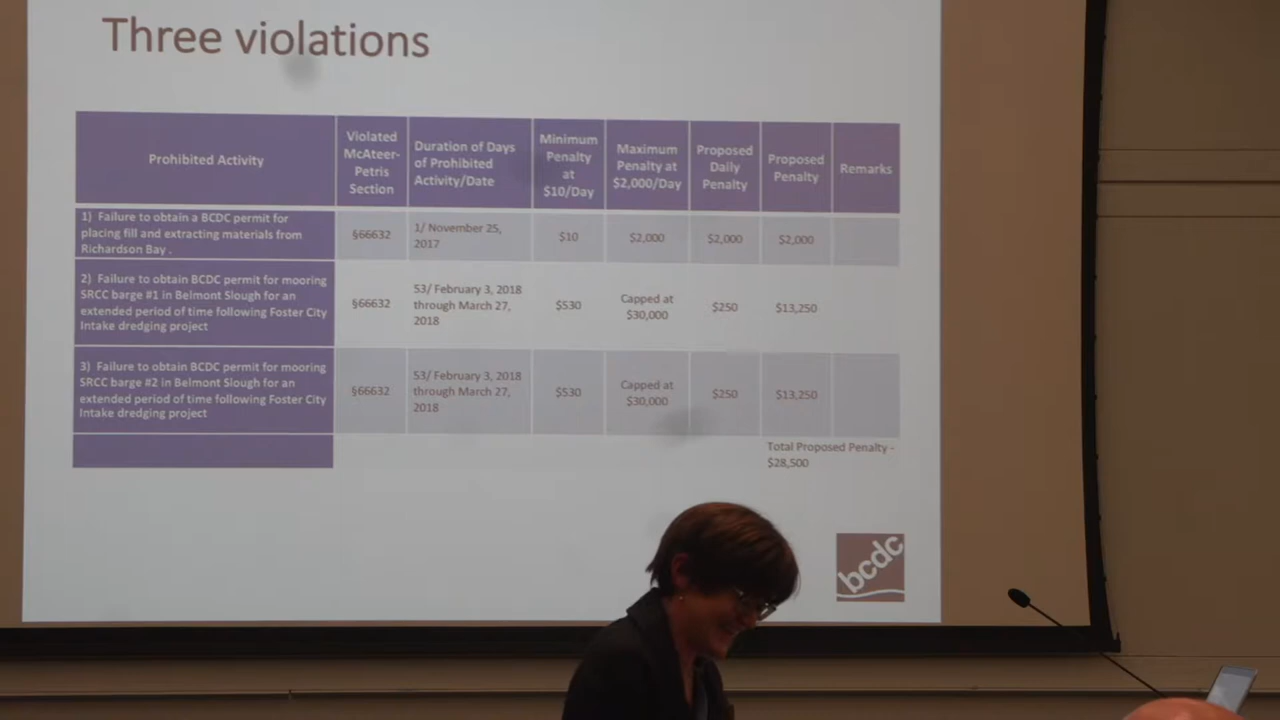 Three violations
Prohibited Activity
Violated
McAteer-
Petris
Section
Duration of Days
of Prohibited
Activity/Date
Minimum
Penalty
at
$10/Day
Maximum
Penalty at
$2,000/Day
Proposed
Daily
Penalty
Proposed
Penalty
Remarks
1) Failure to obtain a BCDC permit for
placing fill and extracting materials from
Richardson Bay .
§66632
1/ November 25,
2017
$10
$2,000
$2,000
$2,000
2) Failure to obtain BCDC permit for mooring
SRCC barge #1 in Belmont Slough for an
extended period of time following Foster City
Intake dredging project
§66632
53/ February 3, 2018
through March 27,
2018
$530
Capped at
$30,000
$250
$13,250
3) Failure to obtain BCDC permit for mooring
SRCC barge #2 in Belmont Slough for an
extended period of time following Foster City
Intake dredging project
§66632
53/ February 3, 2018
through March 27,
2018
$530
Capped at
$30,000
$250
$13,250
Total Proposed Penalty -
$28,500
bcdc